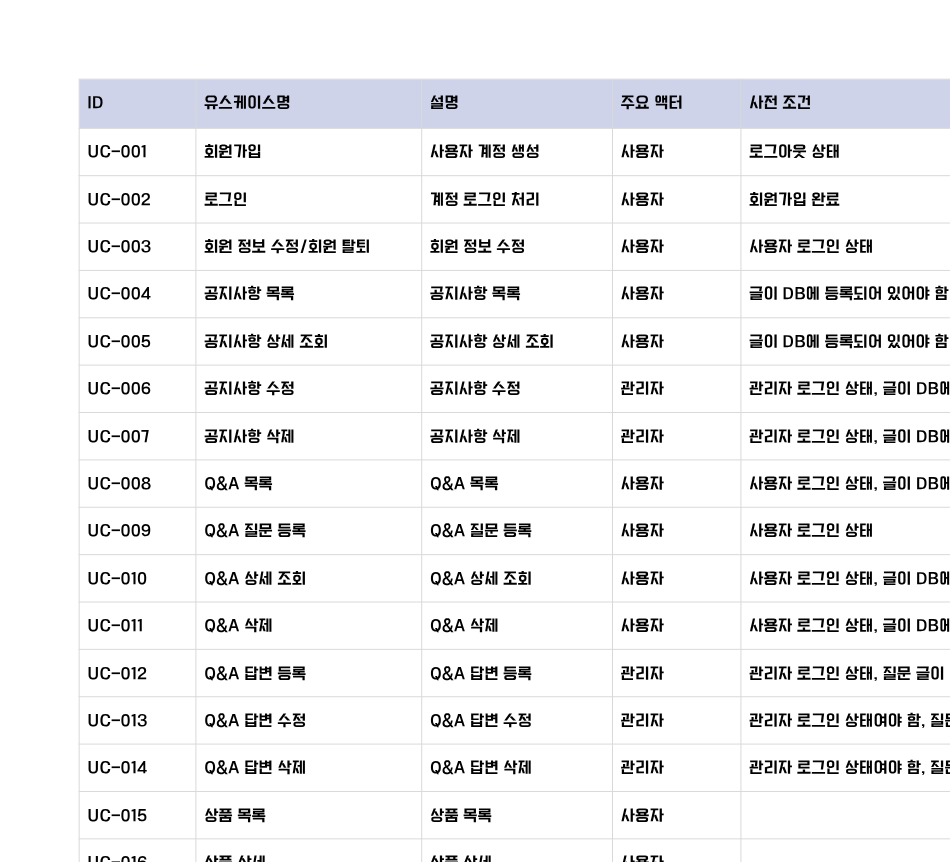 ID 유스케이스명 설명 주요 액터 사전 조건
UC-001 회원가입 사용자 계정 생성 사용자 로그아웃 상태
UC-002 로그인 계정 로그인 처리 사용자 회원가입 완료
UC-003 회원 정보 수정/회원 탈퇴 회원 정보 수정 사용자 사용자 로그인 상태
UC-004 공지사항 목록 공지사항 목록 사용자 글이 DB에 등록되어 있어야 함
UC-005 공지사항 상세 조회 공지사항 상세 조회 사용자 글이 DB에 등록되어 있어야 함
UC-006 공지사항 수정 공지사항 수정 관리자 관리자 로그인 상태, 글이 DB에
UC-007 공지사항 삭제 공지사항 삭제 관리자 관리자 로그인 상태, 글이 DB에
UC-008 Q&A 목록 Q&A 목록 사용자 사용자 로그인 상태, 글이 DB에
UC-009 Q&A 질문 등록 Q&A 질문 등록 사용자 사용자 로그인 상태
UC-010 Q&A 상세 조회 Q&A 상세 조회 사용자 사용자 로그인 상태, 글이 DB에
UC-011 Q&A 삭제 Q&A 삭제 사용자 사용자 로그인 상태, 글이 DB에
UC-012 Q&A 답변 등록 Q&A 답변 등록 관리자 관리자 로그인 상태, 질문 글이
UC-013 Q&A 답변 수정 Q&A 답변 수정 관리자 관리자 로그인 상태여야 함,
UC-014 Q&A 답변 삭제 Q&A 답변 삭제 관리자 관리자 로그인 상태여야 함,
UC-015 상품 목록 상품 목록 사용자
UC-016 상품 상세 상품 상세 사용자